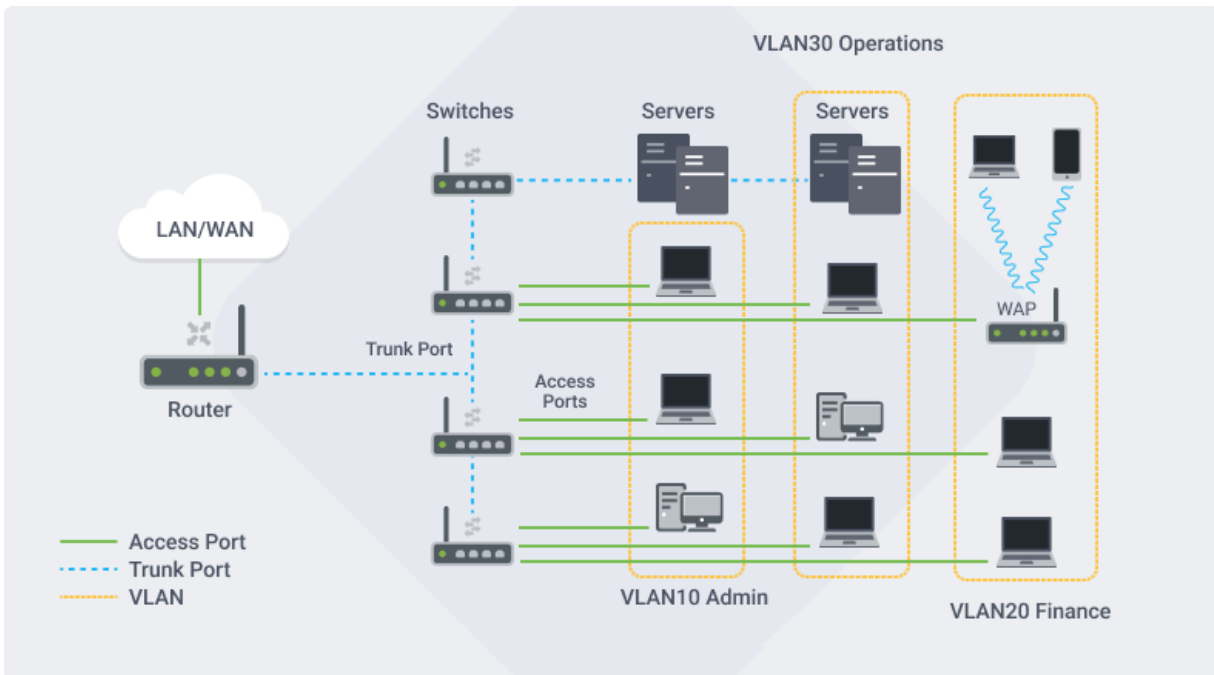 VLAN30 Operations
Switches
Servers
Servers
LAN/WAN
WAP
Trunk Port
Access
Ports
Router
Access Port
Trunk Port
VLAN
VLAN10 Admin
VLAN20 Finance